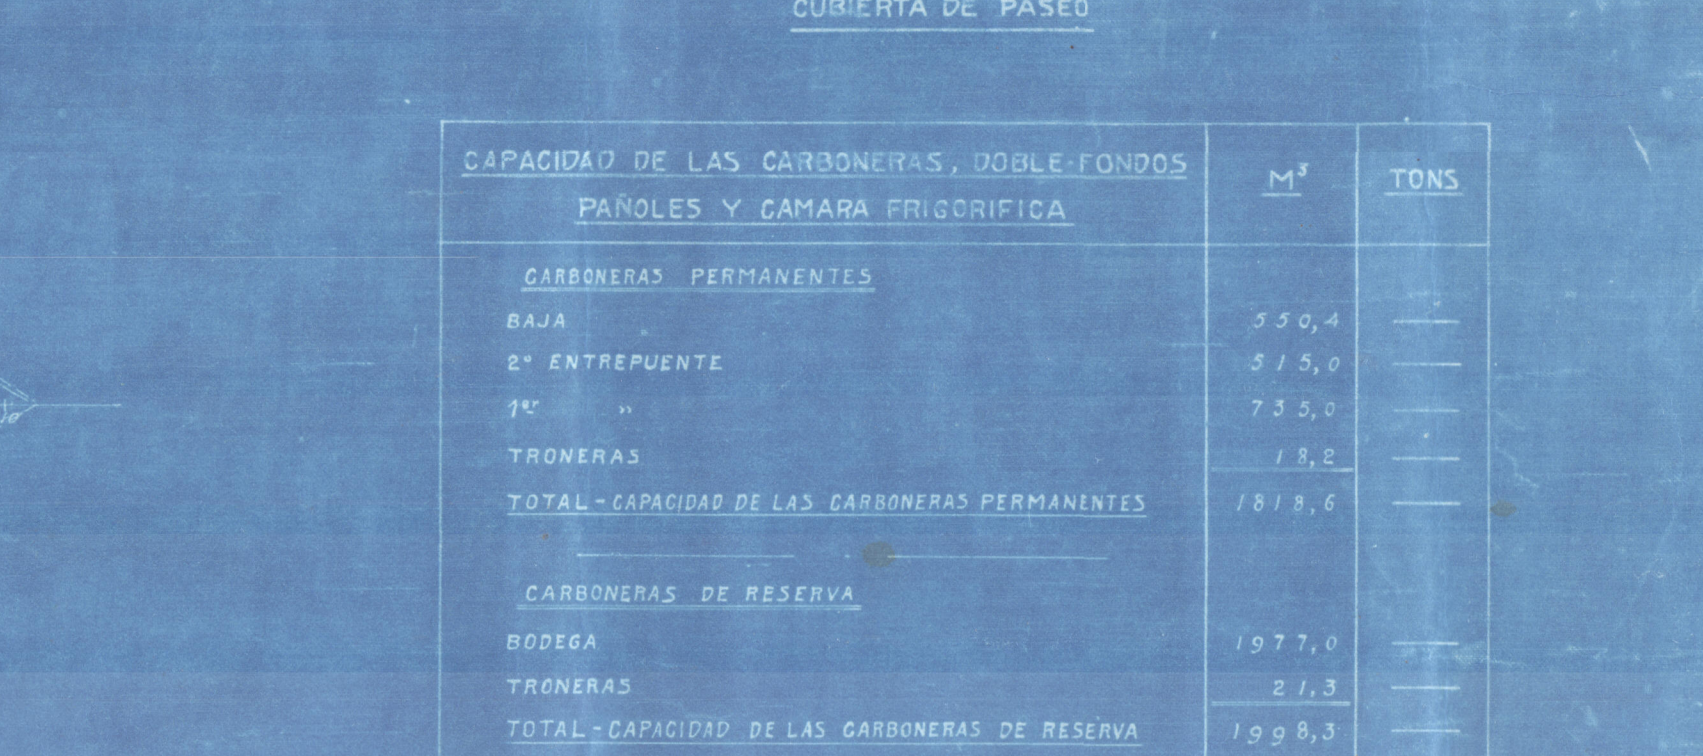 CUBIERTA DE PASEO
CAPACIDAD DE LAS CARBONERAS, DOBLE-FONDOS
PAÑOLES Y CAMARA FRIGORIFICA
M³ TONS
CARBONERAS PERMANENTES
BAJA 550,4 —
2º ENTREPUENTE 515,0 —
1er " 735,0 —
TRONERAS 18,2 —
TOTAL-CAPACIDAD DE LAS CARBONERAS PERMANENTES 1818,6 —
CARBONERAS DE RESERVA
BODEGA 1977,0 —
TRONERAS 21,3 —
TOTAL-CAPACIDAD DE LAS CARBONERAS DE RESERVA 1998,3 —